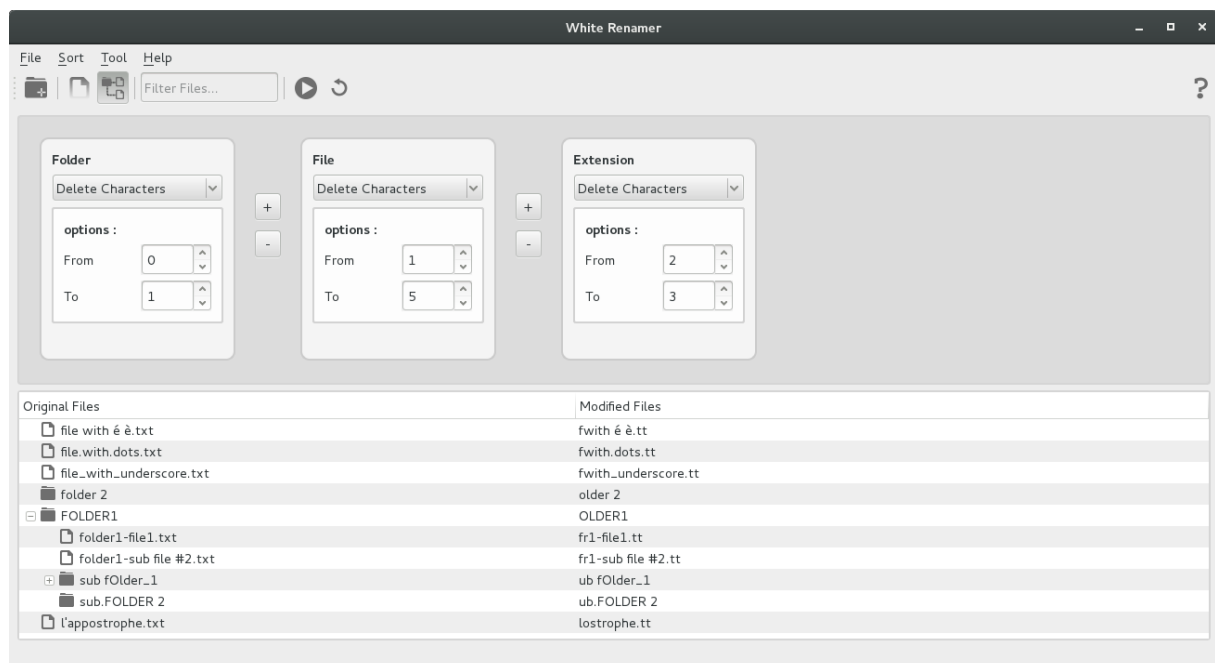 White Renamer
File Sort Tool Help
Filter Files...
?
Folder File Extension
Delete Characters Delete Characters Delete Characters
+ +
options : options : options :
- -
From 0 From 1 From 2
To 1 To 5 To 3
Original Files Modified Files
file with é è.txt fwith é è.tt
file.with.dots.txt fwith.dots.tt
file_with_underscore.txt fwith_underscore.tt
folder 2 older 2
FOLDER1 OLDER1
folder1-file1.txt fr1-file1.tt
folder1-sub file #2.txt fr1-sub file #2.tt
sub fOlder_1 ub fOlder_1
sub.FOLDER 2 ub.FOLDER 2
l'appostrophe.txt lostrophe.tt